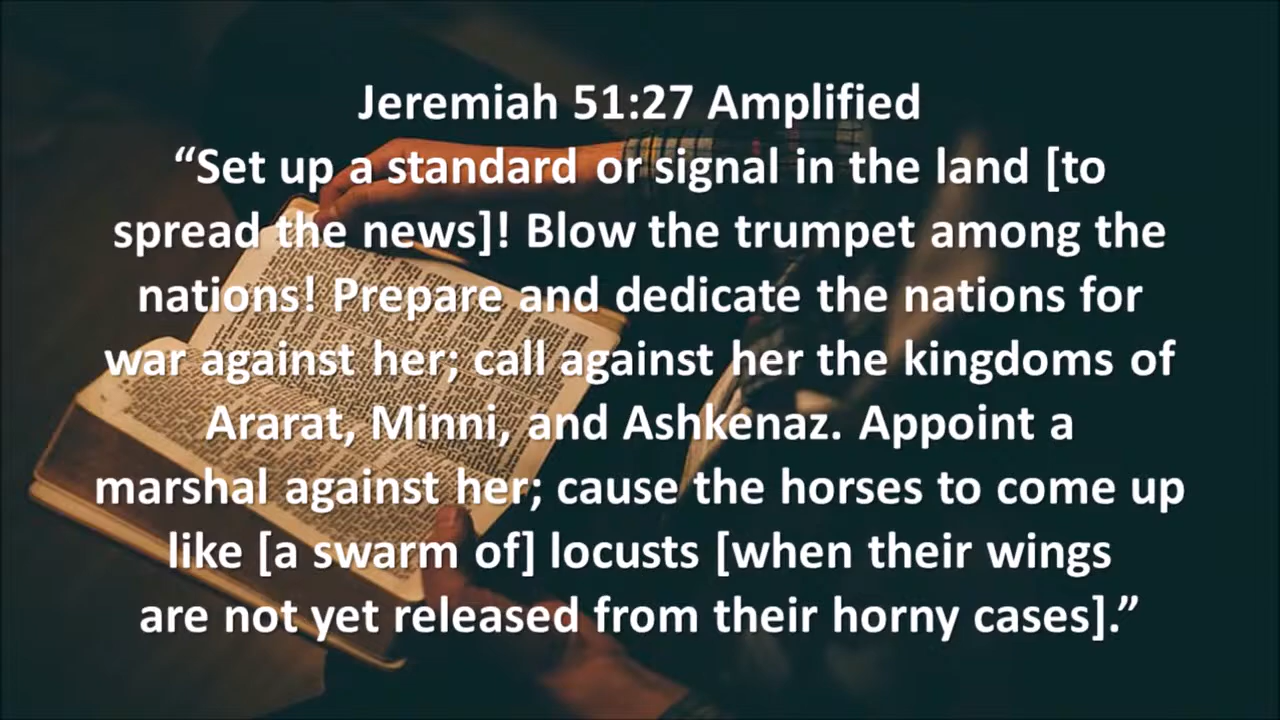 Jeremiah 51:27 Amplified
“Set up a standard or signal in the land [to
spread the news]! Blow the trumpet among the
nations! Prepare and dedicate the nations for
war against her; call against her the kingdoms of
Ararat, Minni, and Ashkenaz. Appoint a
marshal against her; cause the horses to come up
like [a swarm of] locusts [when their wings
are not yet released from their horny cases].”